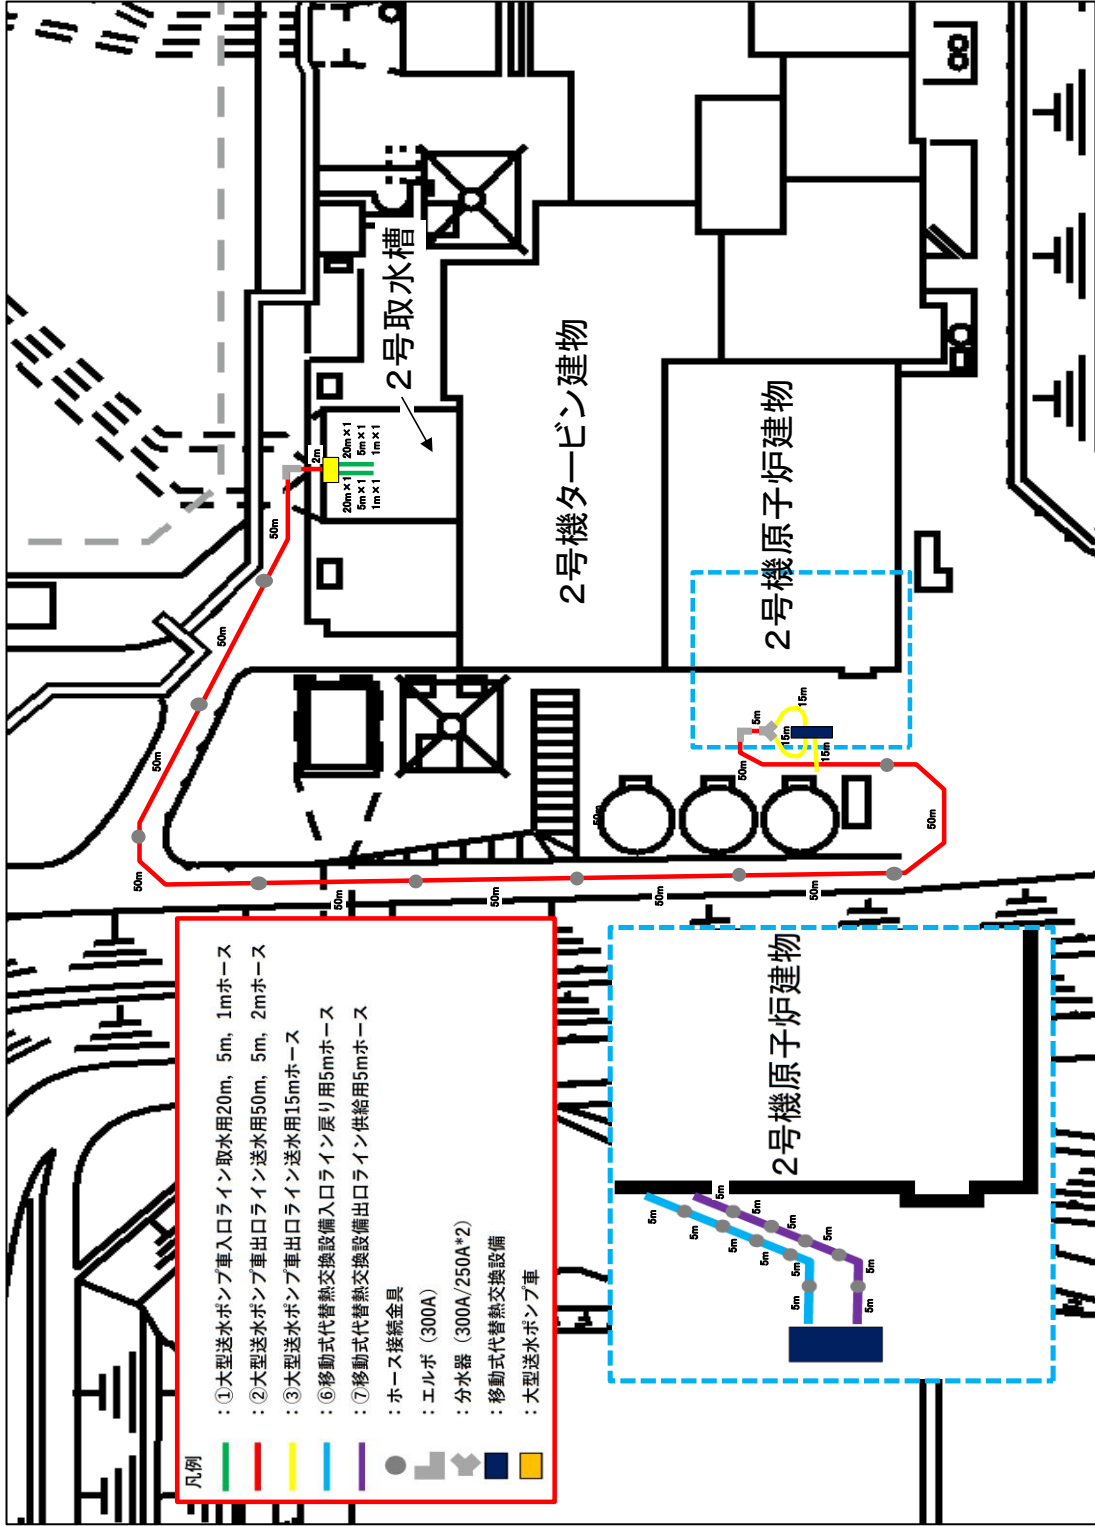 凡例
：①大型送水ポンプ車入口ライン取水用20m，5m，1mホース
：②大型送水ポンプ車出口ライン送水用50m，5m，2mホース
：③大型送水ポンプ車出口ライン送水用15mホース
：⑥移動式代替熱交換設備入口ライン戻り用5mホース
：⑦移動式代替熱交換設備出口ライン供給用5mホース
：ホース接続金具
：エルボ（300A）
：分水器（300A/250A*2）
：移動式代替熱交換設備
：大型送水ポンプ車
50m
50m
50m
50m
2m
20m×1
5m×1
1m×1
20m×1
5m×1
1m×1
2号取水槽
50m
50m
50m
50m
50m
50m
50m
2号機タービン建物
2号機原子炉建物
5m
15m
15m
15m
2号機原子炉建物
5m
5m
5m
5m
5m
5m
5m
5m
5m
5m
5m
5m